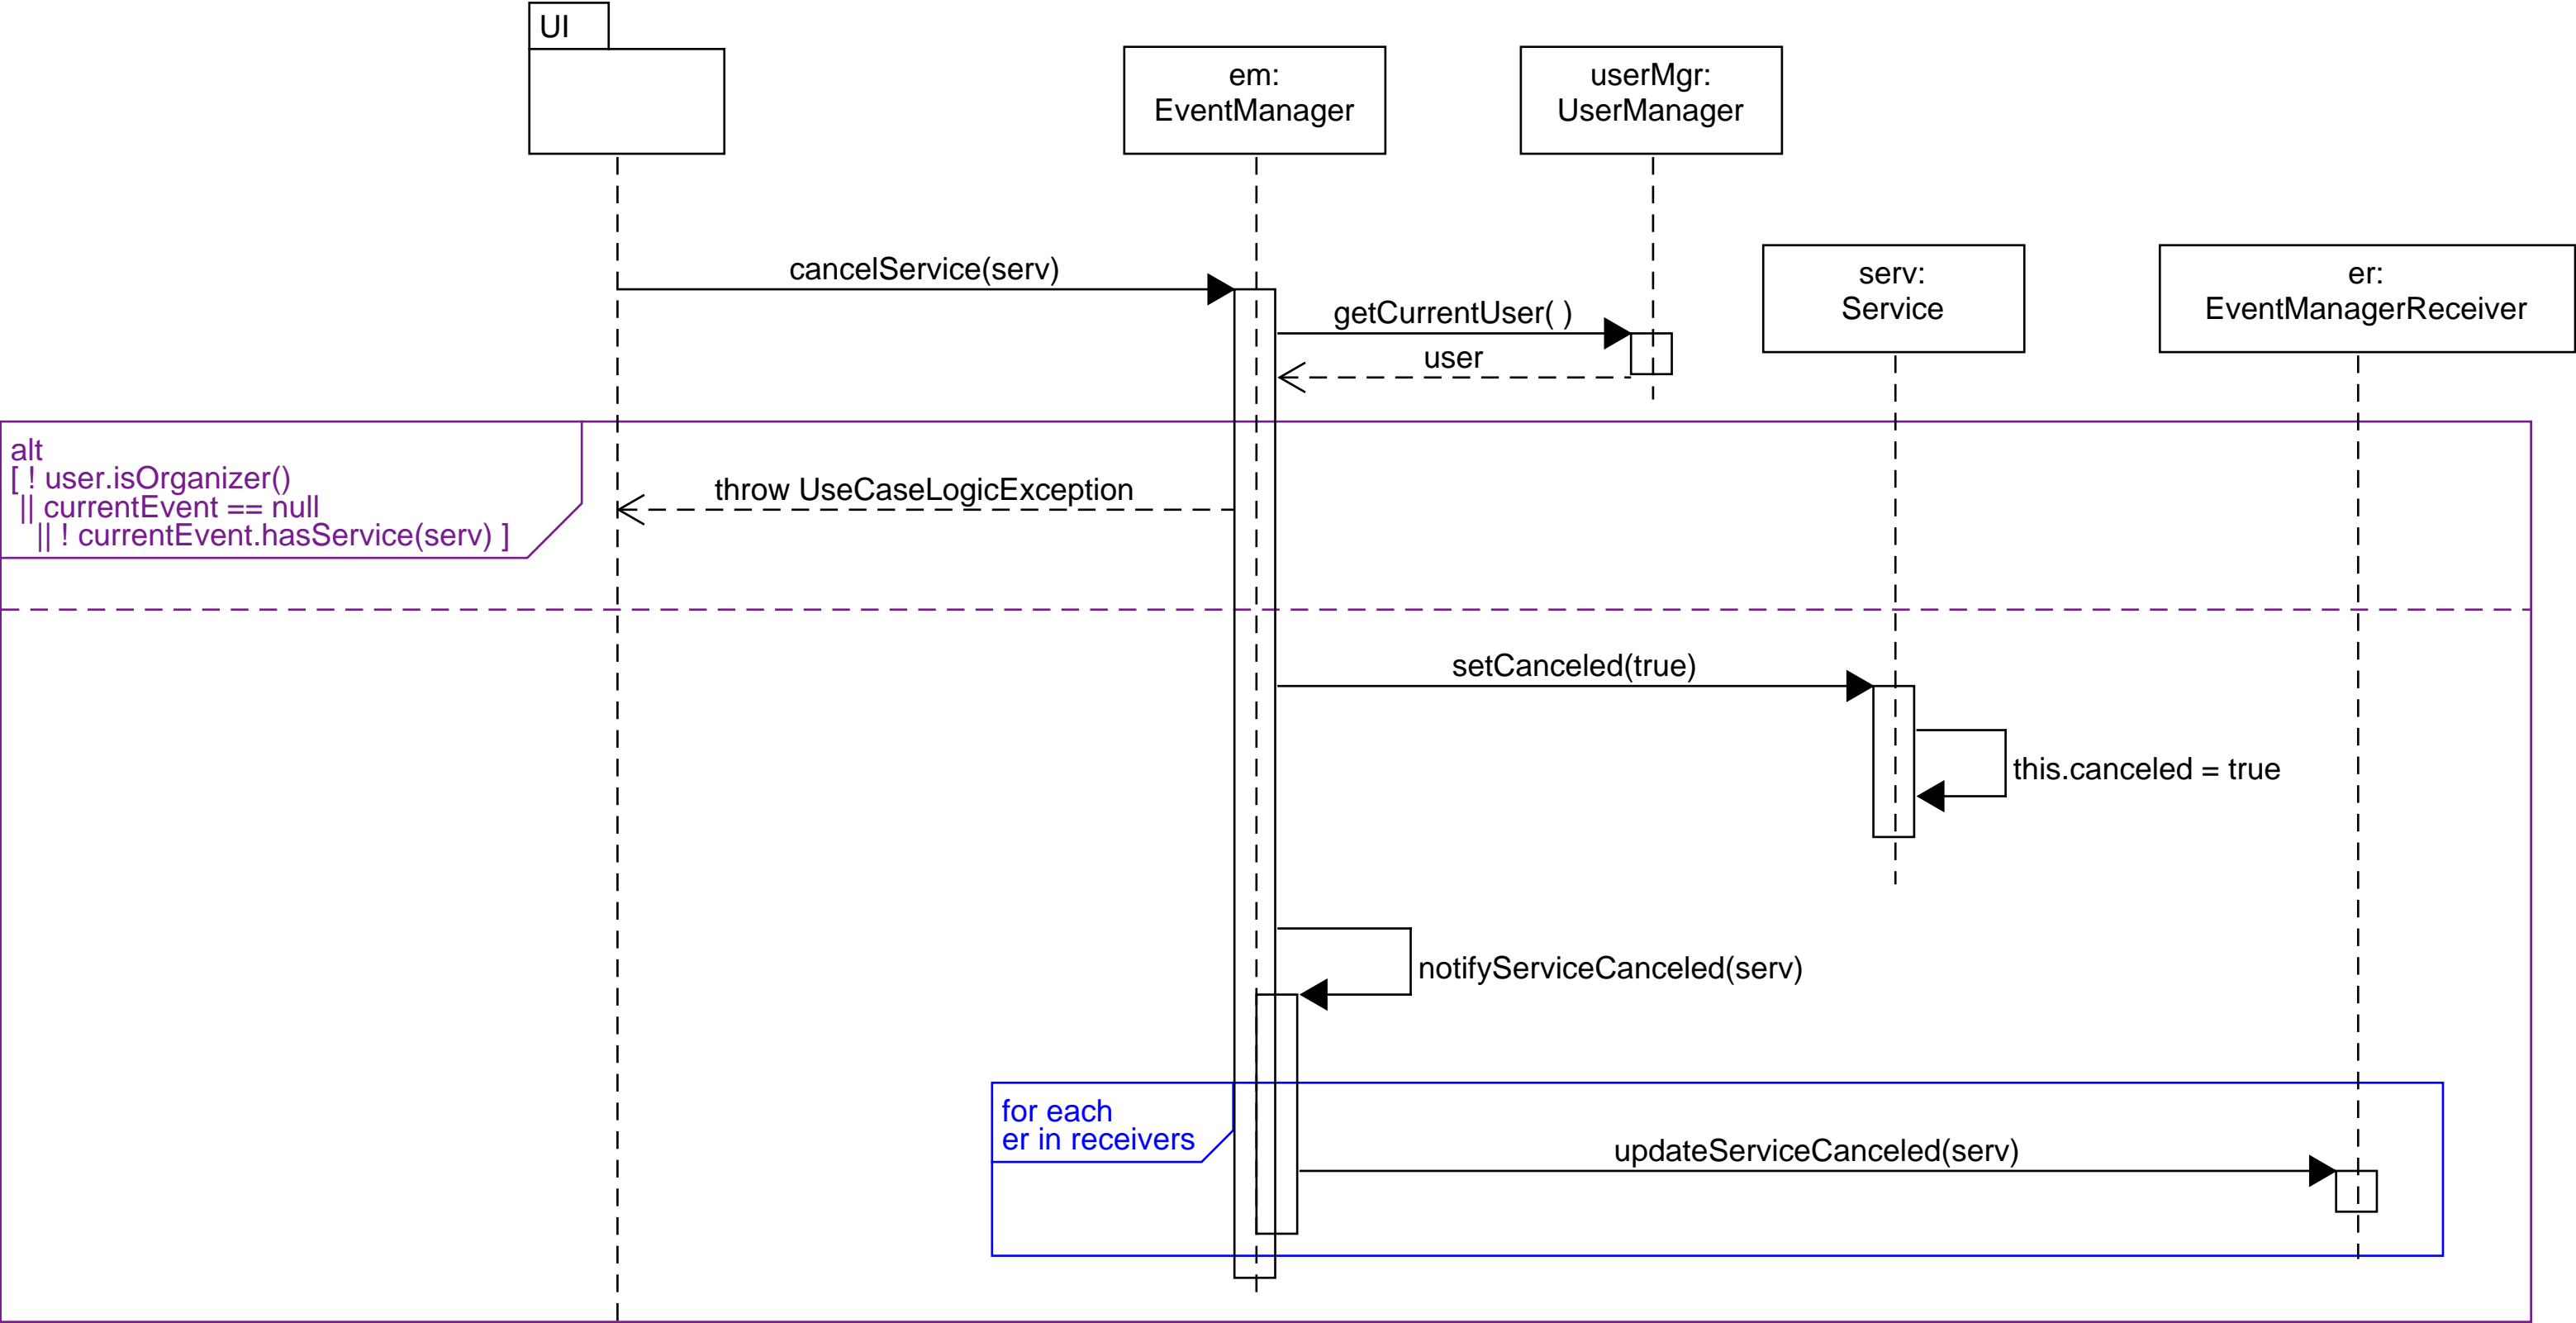 UI
em:
EventManager
userMgr:
UserManager
serv:
Service
er:
EventManagerReceiver
cancelService(serv)
getCurrentUser( )
user
alt
[ ! user.isOrganizer()
|| currentEvent == null
|| ! currentEvent.hasService(serv) ]
throw UseCaseLogicException
setCanceled(true)
this.canceled = true
notifyServiceCanceled(serv)
for each
er in receivers
updateServiceCanceled(serv)